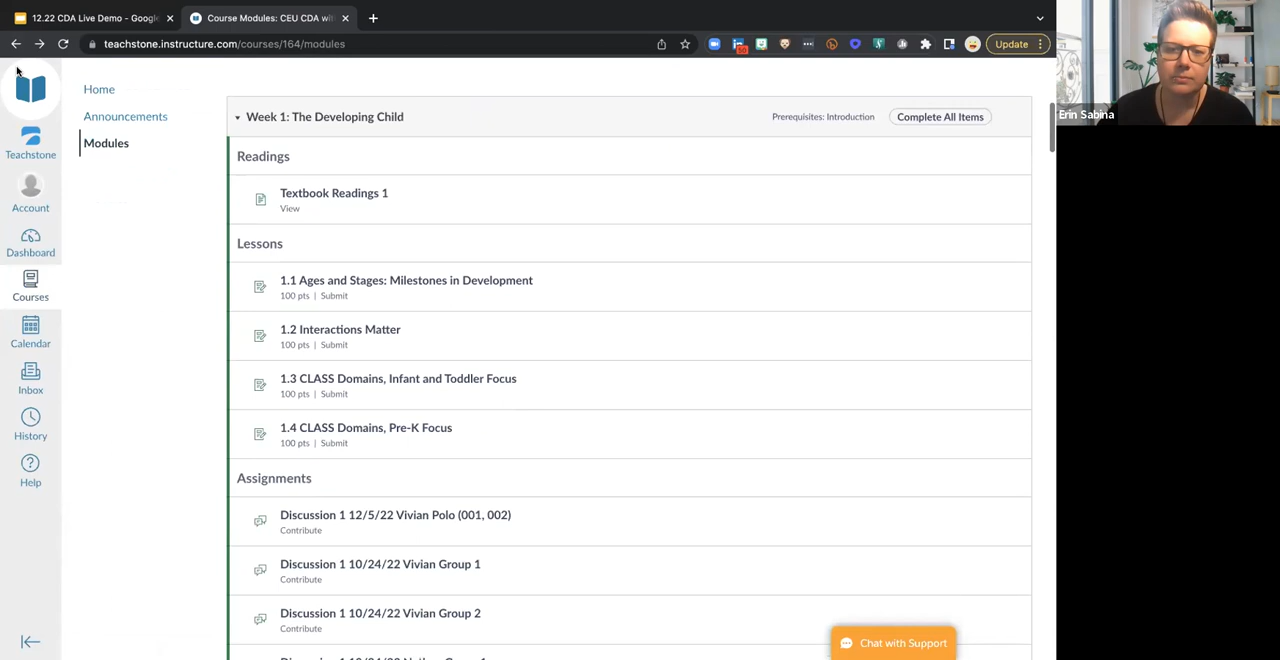 12.22 CDA Live Demo - Google
Course Modules: CEU CDA wit
teachstone.instructure.com/courses/164/modules
Update
Teachstone
Account
Dashboard
Courses
Calendar
Inbox
History
Help
Home
Announcements
Modules
Week 1: The Developing Child
Prerequisites: Introduction
Complete All Items
Readings
Textbook Readings 1
View
Lessons
1.1 Ages and Stages: Milestones in Development
100 pts | Submit
1.2 Interactions Matter
100 pts | Submit
1.3 CLASS Domains, Infant and Toddler Focus
100 pts | Submit
1.4 CLASS Domains, Pre-K Focus
100 pts | Submit
Assignments
Discussion 1 12/5/22 Vivian Polo (001, 002)
Contribute
Discussion 1 10/24/22 Vivian Group 1
Contribute
Discussion 1 10/24/22 Vivian Group 2
Contribute
Chat with Support
Erin Sabina